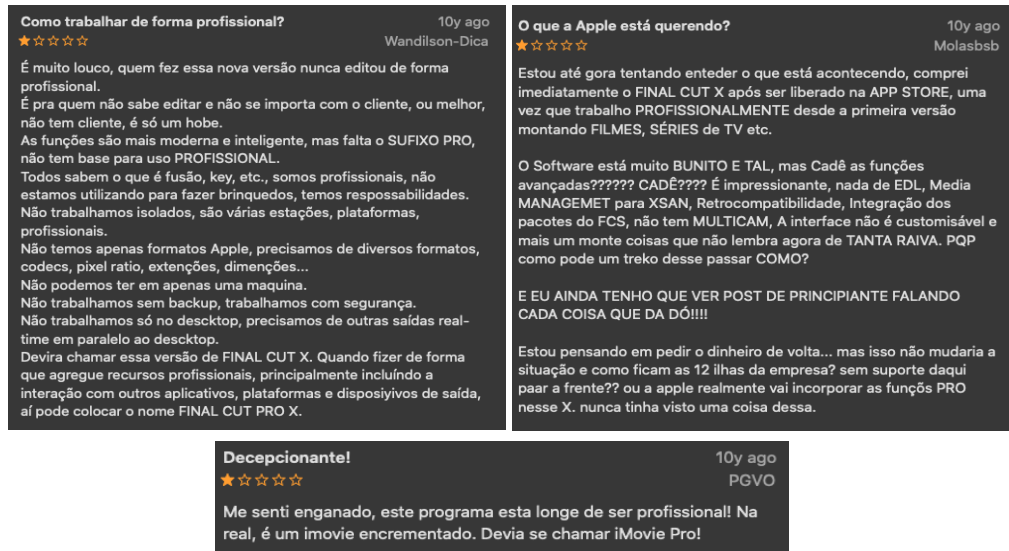 Como trabalhar de forma profissional?
10y ago
Wandilson-Dica
É muito louco, quem fez essa nova versão nunca editou de forma
profissional.
É pra quem não sabe editar e não se importa com o cliente, ou melhor,
não tem cliente, é só um hobe.
As funções são mais moderna e inteligente, mas falta o SUFIXO PRO,
não tem base para uso PROFISSIONAL.
Todos sabem o que é fusão, key, etc., somos profissionais, não
estamos utilizando para fazer brinquedos, temos respossabilidades.
Não trabalhamos isolados, são várias estações, plataformas,
profissionais.
Não temos apenas formatos Apple, precisamos de diversos formatos,
codecs, pixel ratio, extenções, dimenções...
Não podemos ter em apenas uma maquina.
Não trabalhamos sem backup, trabalhamos com segurança.
Não trabalhamos só no descktop, precisamos de outras saídas real-
time em paralelo ao descktop.
Devira chamar essa versão de FINAL CUT X. Quando fizer de forma
que agregue recursos profissionais, principalmente incluíndo a
interação com outros aplicativos, plataformas e disposiyivos de saída,
aí pode colocar o nome FINAL CUT PRO X.
O que a Apple está querendo?
10y ago
Molasbsb
Estou até gora tentando enteder o que está acontecendo, comprei
imediatamente o FINAL CUT X após ser liberado na APP STORE, uma
vez que trabalho PROFISSIONALMENTE desde a primeira versão
montando FILMES, SÉRIES de TV etc.
O Software está muito BUNITO E TAL, mas Cadê as funções
avançadas?????? CADÊ???? É impressionante, nada de EDL, Media
MANAGEMET para XSAN, Retrocompatibilidade, Integração dos
pacotes do FCS, não tem MULTICAM, A interface não é customisável e
mais um monte coisas que não lembra agora de TANTA RAIVA. PQP
como pode um treko desse passar COMO?
E EU AINDA TENHO QUE VER POST DE PRINCIPIANTE FALANDO
CADA COISA QUE DA DÓ!!!!
Estou pensando em pedir o dinheiro de volta... mas isso não mudaria a
situação e como ficam as 12 ilhas da empresa? sem suporte daqui
paar a frente?? ou a apple realmente vai incorporar as funçõs PRO
nesse X. nunca tinha visto uma coisa dessa.
Decepcionante!
10y ago
PGVO
Me senti enganado, este programa esta longe de ser profissional! Na
real, é um imovie encrementado. Devia se chamar iMovie Pro!